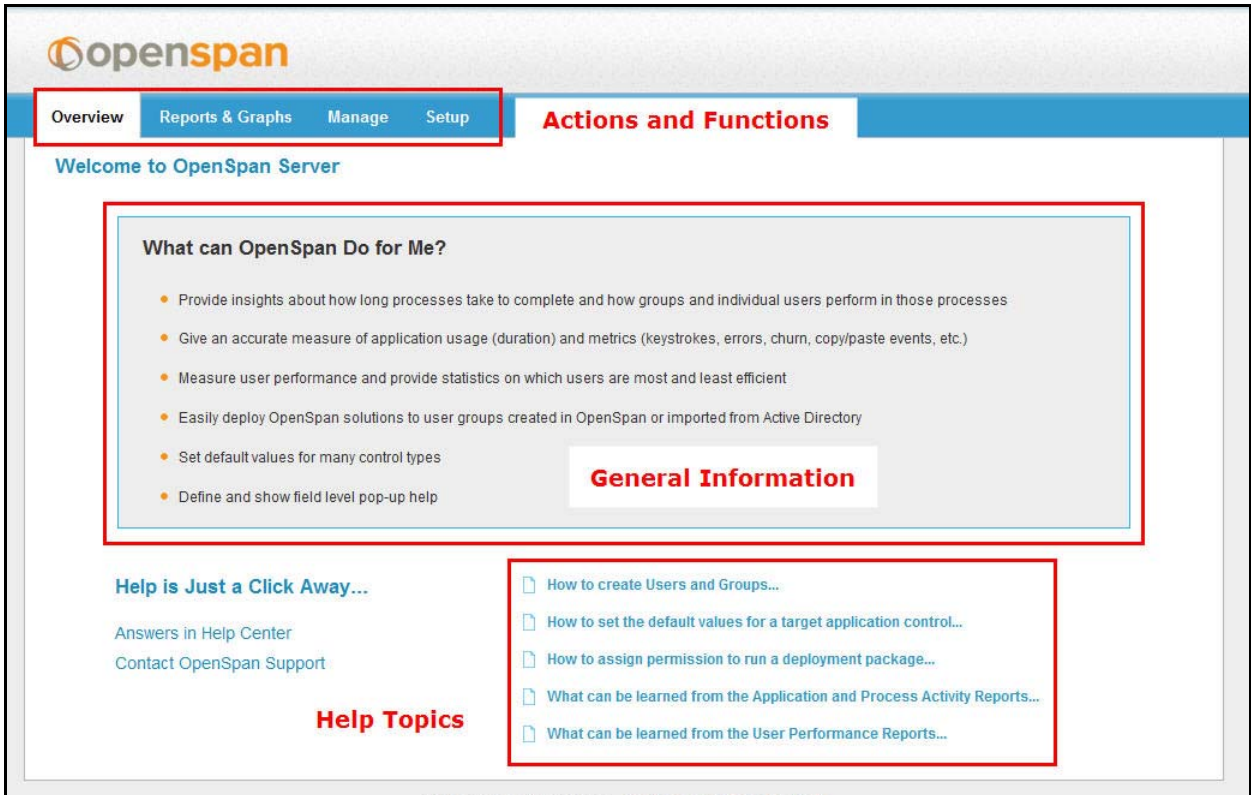 openspan
Overview Reports & Graphs Manage Setup Actions and Functions
Welcome to OpenSpan Server
What can OpenSpan Do for Me?
Provide insights about how long processes take to complete and how groups and individual users perform in those processes
Give an accurate measure of application usage (duration) and metrics (keystrokes, errors, churn, copy/paste events, etc.)
Measure user performance and provide statistics on which users are most and least efficient
Easily deploy OpenSpan solutions to user groups created in OpenSpan or imported from Active Directory
Set default values for many control types
Define and show field level pop-up help
General Information
Help is Just a Click Away...
Answers in Help Center
Contact OpenSpan Support
Help Topics
How to create Users and Groups...
How to set the default values for a target application control...
How to assign permission to run a deployment package...
What can be learned from the Application and Process Activity Reports...
What can be learned from the User Performance Reports...